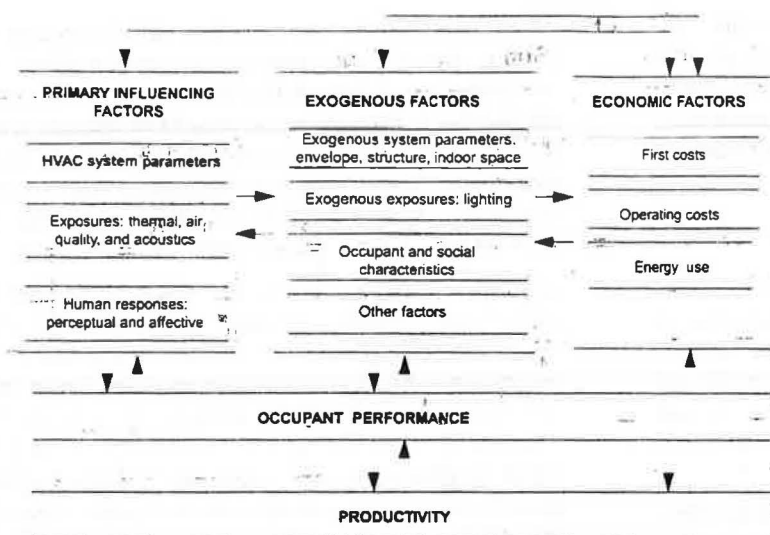 PRIMARY INFLUENCING
FACTORS
HVAC system parameters
Exposures: thermal, air,
quality, and acoustics
Human responses:
perceptual and affective
EXOGENOUS FACTORS
Exogenous system parameters.
envelope, structure, indoor space
Exogenous exposures: lighting
Occupant and social
characteristics
Other factors
ECONOMIC FACTORS
First costs
Operating costs
Energy use
OCCUPANT PERFORMANCE
PRODUCTIVITY